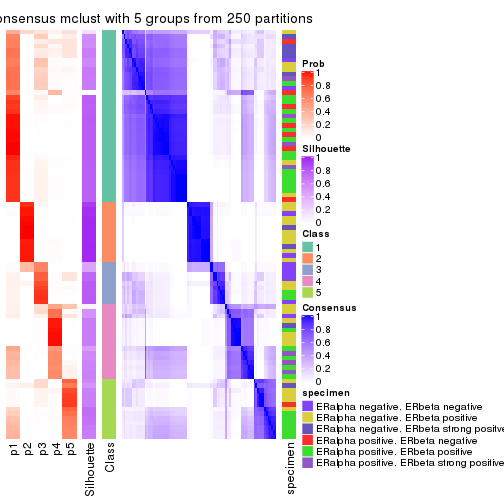 onsensus mclust with 5 groups from 250 partitions
Prob
1
0.8
0.6
0.4
0.2
0
Silhouette
1
0.8
0.6
0.4
0.2
0
Class
1
2
3
4
5
Consensus
1
0.8
0.6
0.4
0.2
0
specimen
ERalpha negative. ERbeta negative
ERalpha negative. ERbeta positive
ERalpha negative. ERbeta strong positive
ERalpha positive. ERbeta negative
ERalpha positive. ERbeta positive
ERalpha positive. ERbeta strong positive
p1
p2
p3
p4
p5
Silhouette
Class
specimen